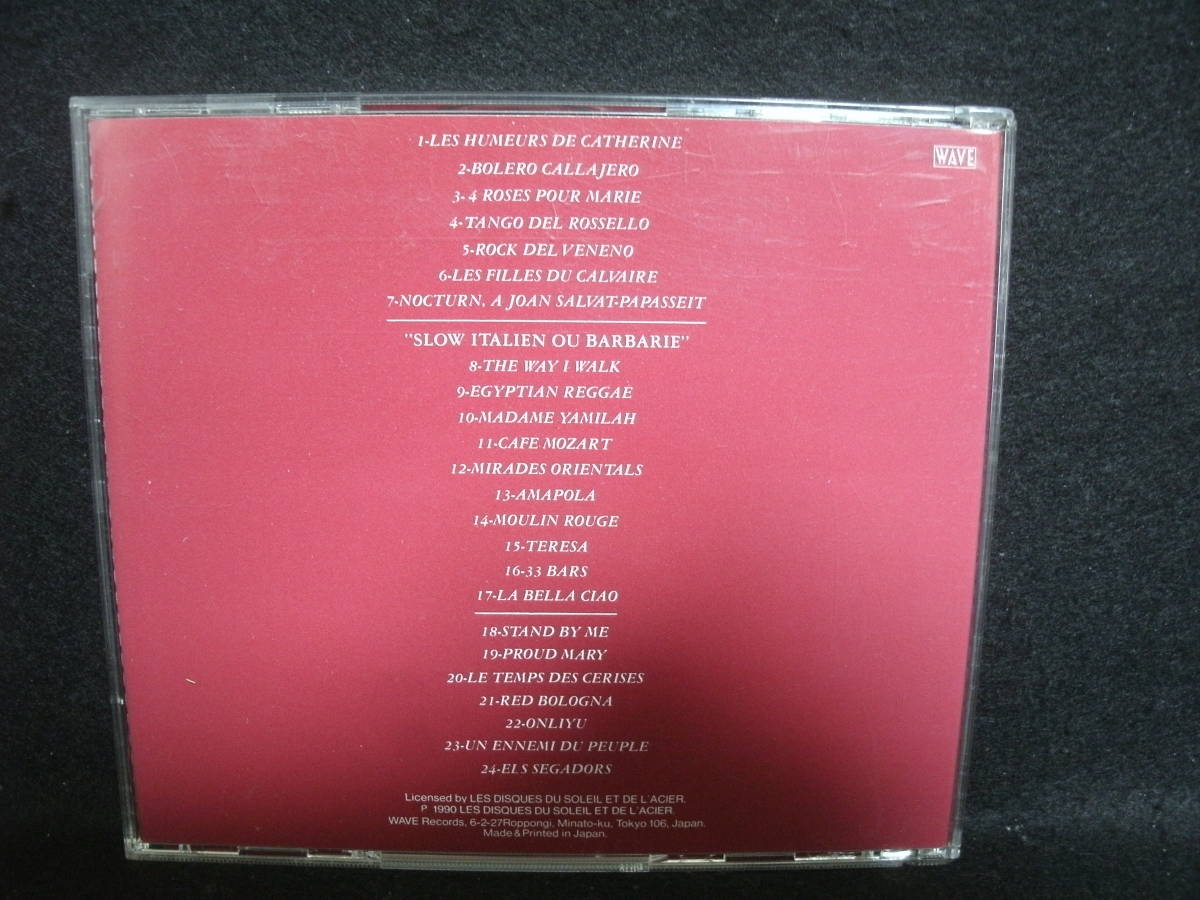 WAVE
1-LES HUMEURS DE CATHERINE
2-BOLERO CALLAJERO
3-4 ROSES POUR MARIE
4-TANGO DEL ROSSELLO
5-ROCK DEL VENENO
6-LES FILLES DU CALVAIRE
7-NOCTURN, A JOAN SALVAT-PAPASSEIT
"SLOW ITALIEN OU BARBARIE"
8-THE WAY I WALK
9-EGYPTIAN REGGAE
10-MADAME YAMILAH
11-CAFE MOZART
12-MIRADES ORIENTALS
13-AMAPOLA
14-MOULIN ROUGE
15-TERESA
16-33 BARS
17-LA BELLA CIAO
18-STAND BY ME
19-PROUD MARY
20-LE TEMPS DES CERISES
21-RED BOLOGNA
22-ONLIYU
23-UN ENNEMI DU PEUPLE
24-ELS SEGADORS
Licensed by LES DISQUES DU SOLEIL ET DE L'ACIER.
P 1990 LES DISQUES DU SOLEIL ET DE L'ACIER.
WAVE Records, 6-2-27Roppongi, Minato-ku, Tokyo 106, Japan.
Made & Printed in Japan.